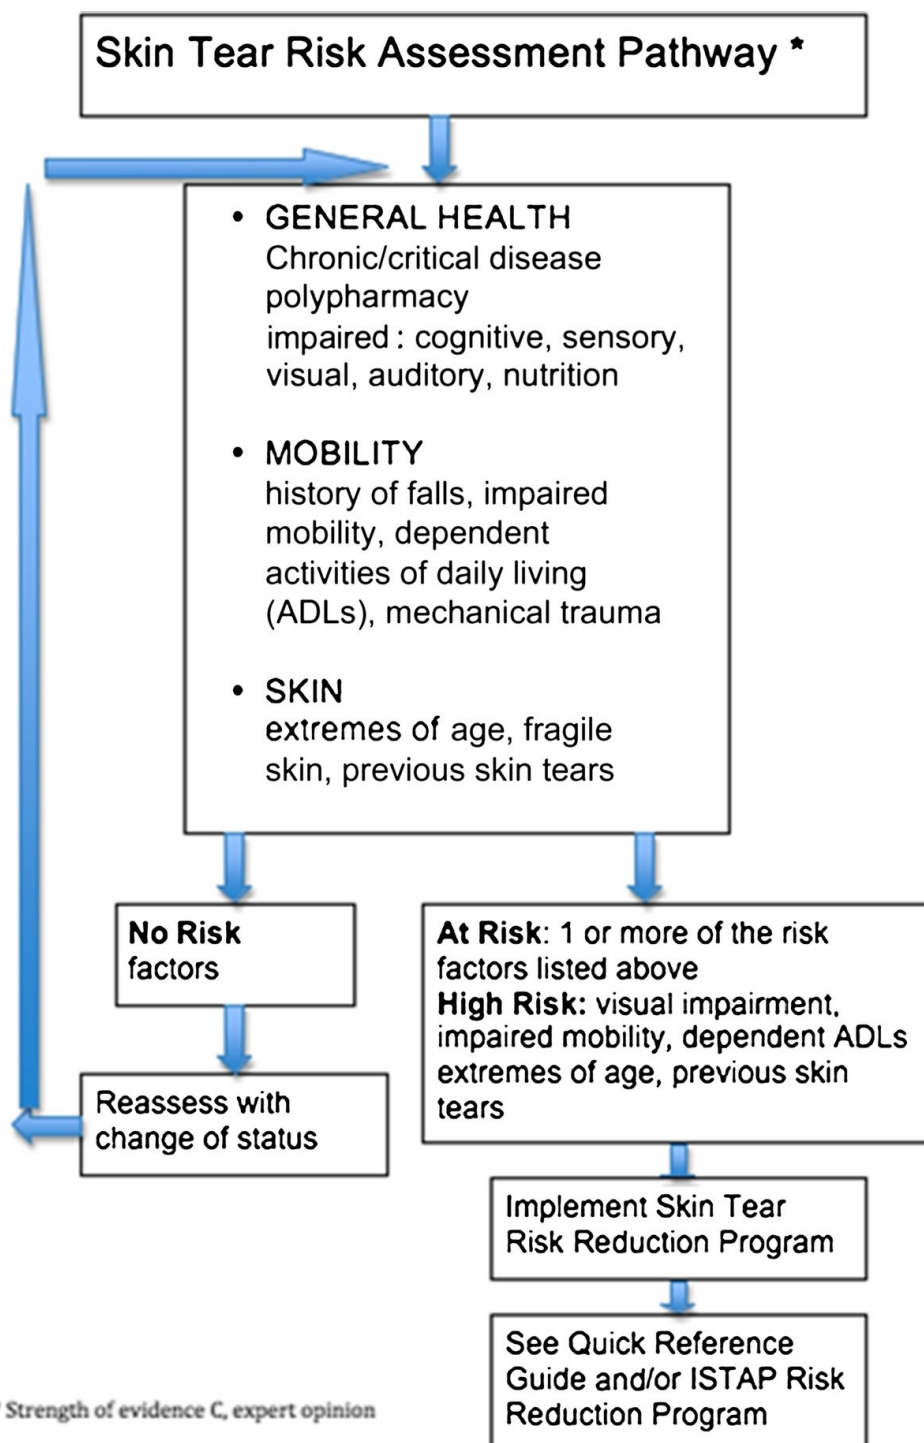 Skin Tear Risk Assessment Pathway *
• GENERAL HEALTH
Chronic/critical disease
polypharmacy
impaired : cognitive, sensory,
visual, auditory, nutrition
• MOBILITY
history of falls, impaired
mobility, dependent
activities of daily living
(ADLs), mechanical trauma
• SKIN
extremes of age, fragile
skin, previous skin tears
No Risk
factors
Reassess with
change of status
At Risk: 1 or more of the risk
factors listed above
High Risk: visual impairment,
impaired mobility, dependent ADLs
extremes of age, previous skin
tears
Implement Skin Tear
Risk Reduction Program
See Quick Reference
Guide and/or ISTAP Risk
Reduction Program
* Strength of evidence C, expert opinion